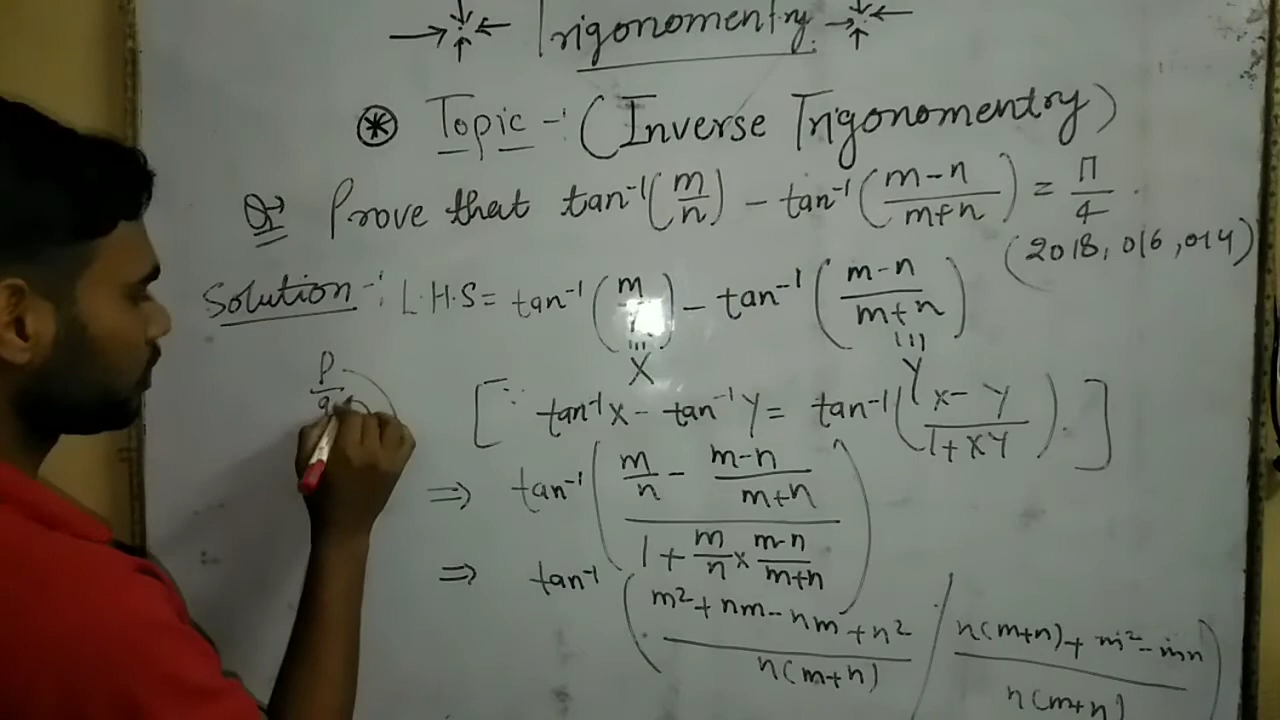 Trigonomentry
Topic -: (Inverse Trigonomentry)
Q1 Prove that tan⁻¹(m/n) - tan⁻¹(m-n/m+n) = π/4.
(2018, 016, 014)
Solution -: L.H.S = tan⁻¹(m/) - tan⁻¹(m-n/m+n)
X Y
P/q
[∵ tan⁻¹X - tan⁻¹Y = tan⁻¹(X-Y/1+XY).]
⇒ tan⁻¹(m/n - m-n/m+n / 1 + m/n × m-n/m+n)
⇒ tan⁻¹(m²+nm-nm+n²/n(m+n) / n(m+n)+m²-mn/n(m+n))